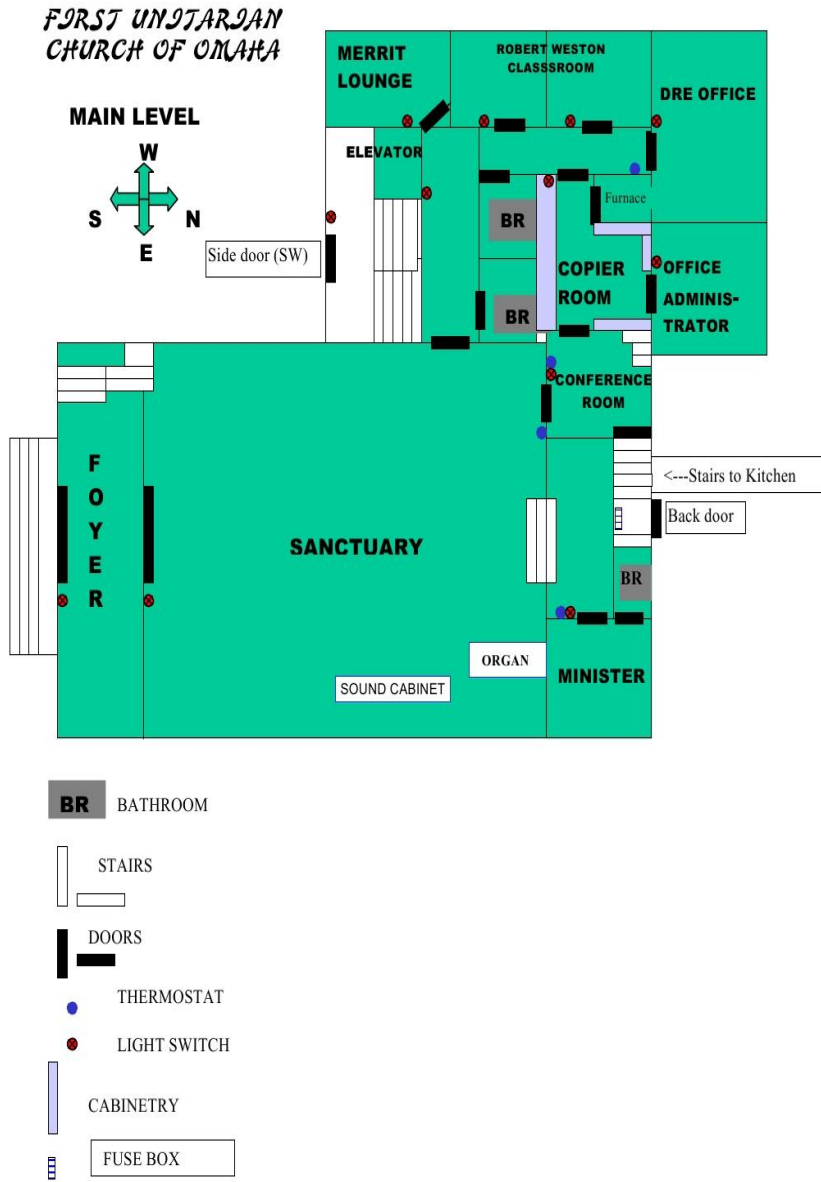 FIRST UNITARIAN
CHURCH OF OMAHA
MAIN LEVEL
W
S N
E
MERRIT
LOUNGE
ROBERT WESTON
CLASSSROOM
DRE OFFICE
ELEVATOR
Furnace
BR
Side door (SW)
COPIER
ROOM
OFFICE
ADMINIS-
TRATOR
BR
CONFERENCE
ROOM
FOYER
<---Stairs to Kitchen
Back door
SANCTUARY
BR
ORGAN
MINISTER
SOUND CABINET
BR BATHROOM
STAIRS
DOORS
THERMOSTAT
LIGHT SWITCH
CABINETRY
FUSE BOX